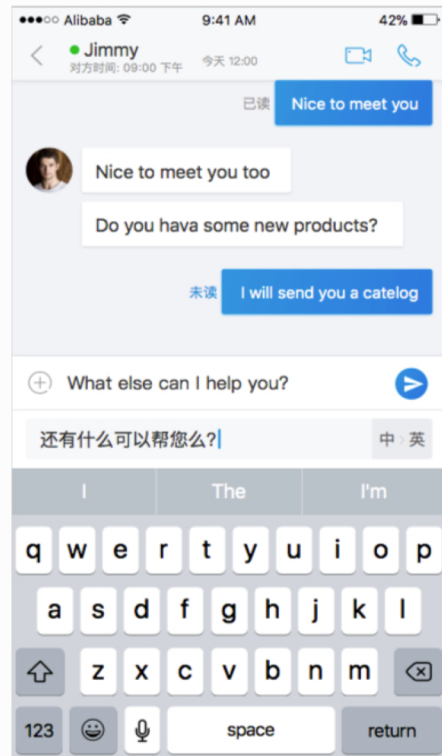 Alibaba 9:41 AM 42%
Jimmy
对方时间: 09:00 下午 今天 12:00
已读 Nice to meet you
Nice to meet you too
Do you hava some new products?
未读 I will send you a catelog
What else can I help you?
还有什么可以帮您么? 中 英
I The I'm
q w e r t y u i o p
a s d f g h j k l
z x c v b n m
123 space return